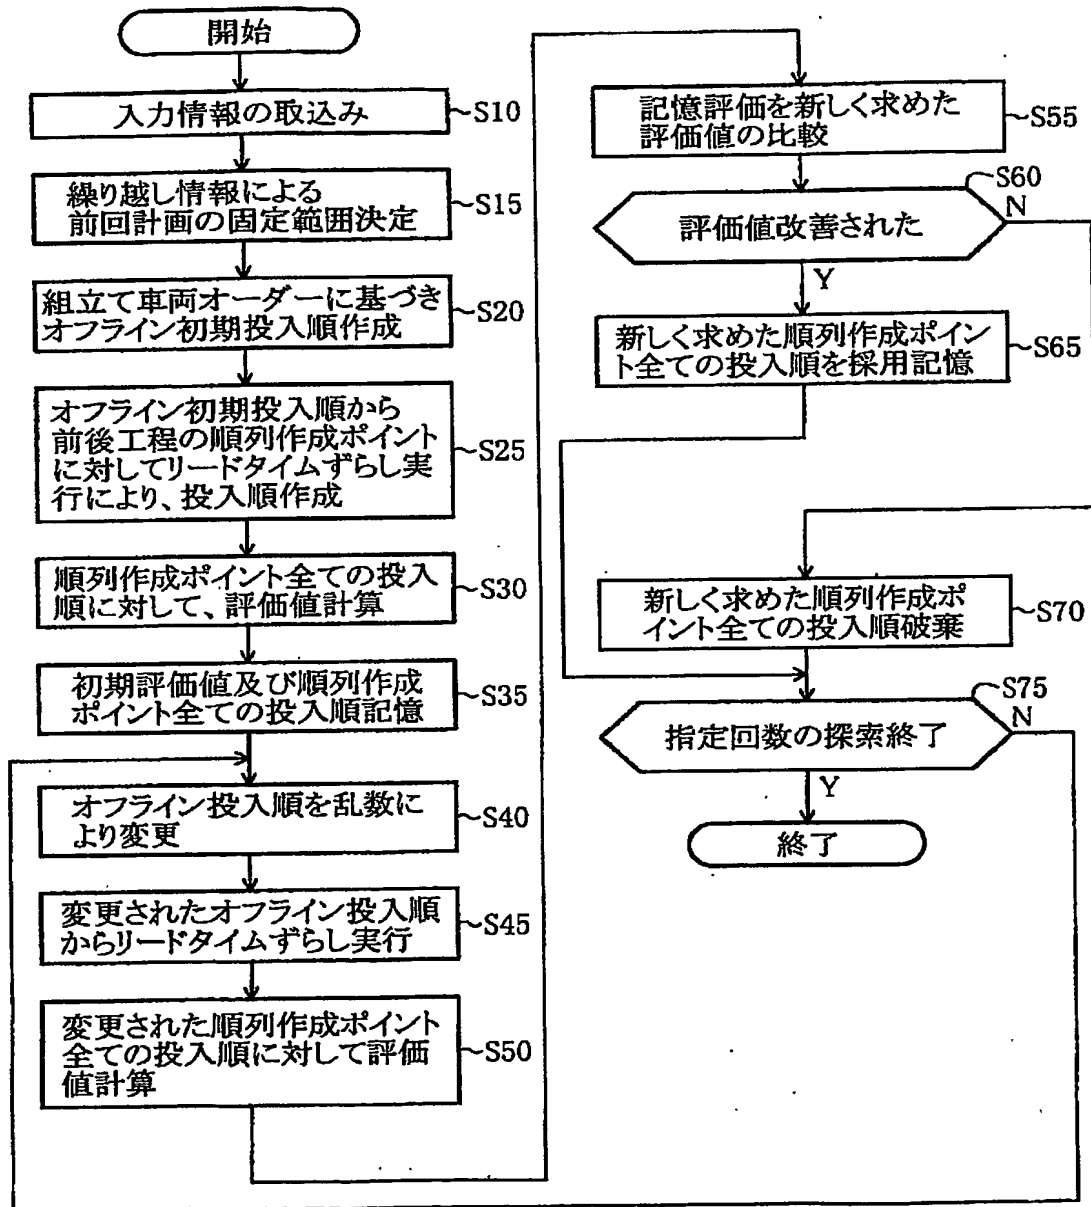 開始
入力情報の取込み
S10
繰り越し情報による
前回計画の固定範囲決定
S15
組立て車両オーダーに基づき
オフライン初期投入順作成
S20
オフライン初期投入順から
前後工程の順列作成ポイント
に対してリードタイムずらし実
行により、投入順作成
S25
順列作成ポイント全ての投入
順に対して、評価値計算
S30
初期評価値及び順列作成
ポイント全ての投入順記憶
S35
オフライン投入順を乱数に
より変更
S40
変更されたオフライン投入順
からリードタイムずらし実行
S45
変更された順列作成ポイント
全ての投入順に対して評価
値計算
S50
記憶評価を新しく求めた
評価値の比較
S55
S60
評価値改善された
N
Y
新しく求めた順列作成ポイン
ト全ての投入順を採用記憶
S65
新しく求めた順列作成ポ
イント全ての投入順破棄
S70
S75
指定回数の探索終了
N
Y
終了